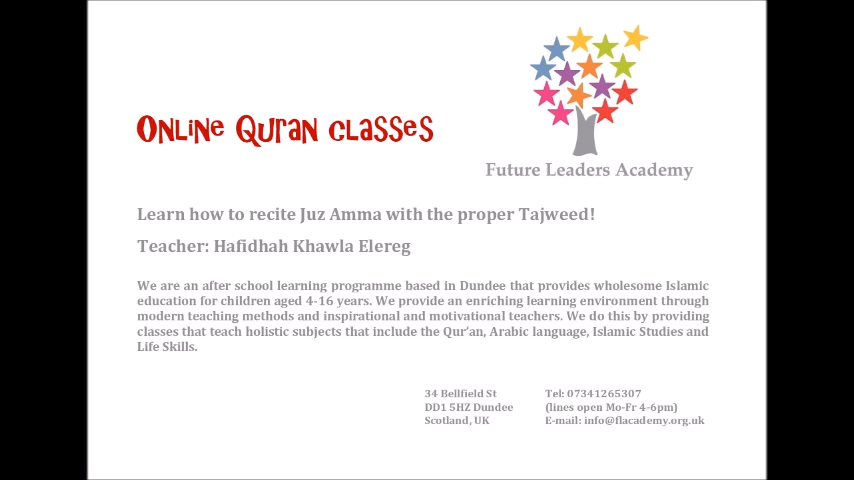 Online Quran classes
Future Leaders Academy
Learn how to recite Juz Amma with the proper Tajweed!
Teacher: Hafidhah Khawla Elereg
We are an after school learning programme based in Dundee that provides wholesome Islamic
education for children aged 4-16 years. We provide an enriching learning environment through
modern teaching methods and inspirational and motivational teachers. We do this by providing
classes that teach holistic subjects that include the Qur'an, Arabic language, Islamic Studies and
Life Skills.
34 Bellfield St
DD1 5HZ Dundee
Scotland, UK
Tel: 07341265307
(lines open Mo-Fr 4-6pm)
E-mail: info@flacademy.org.uk